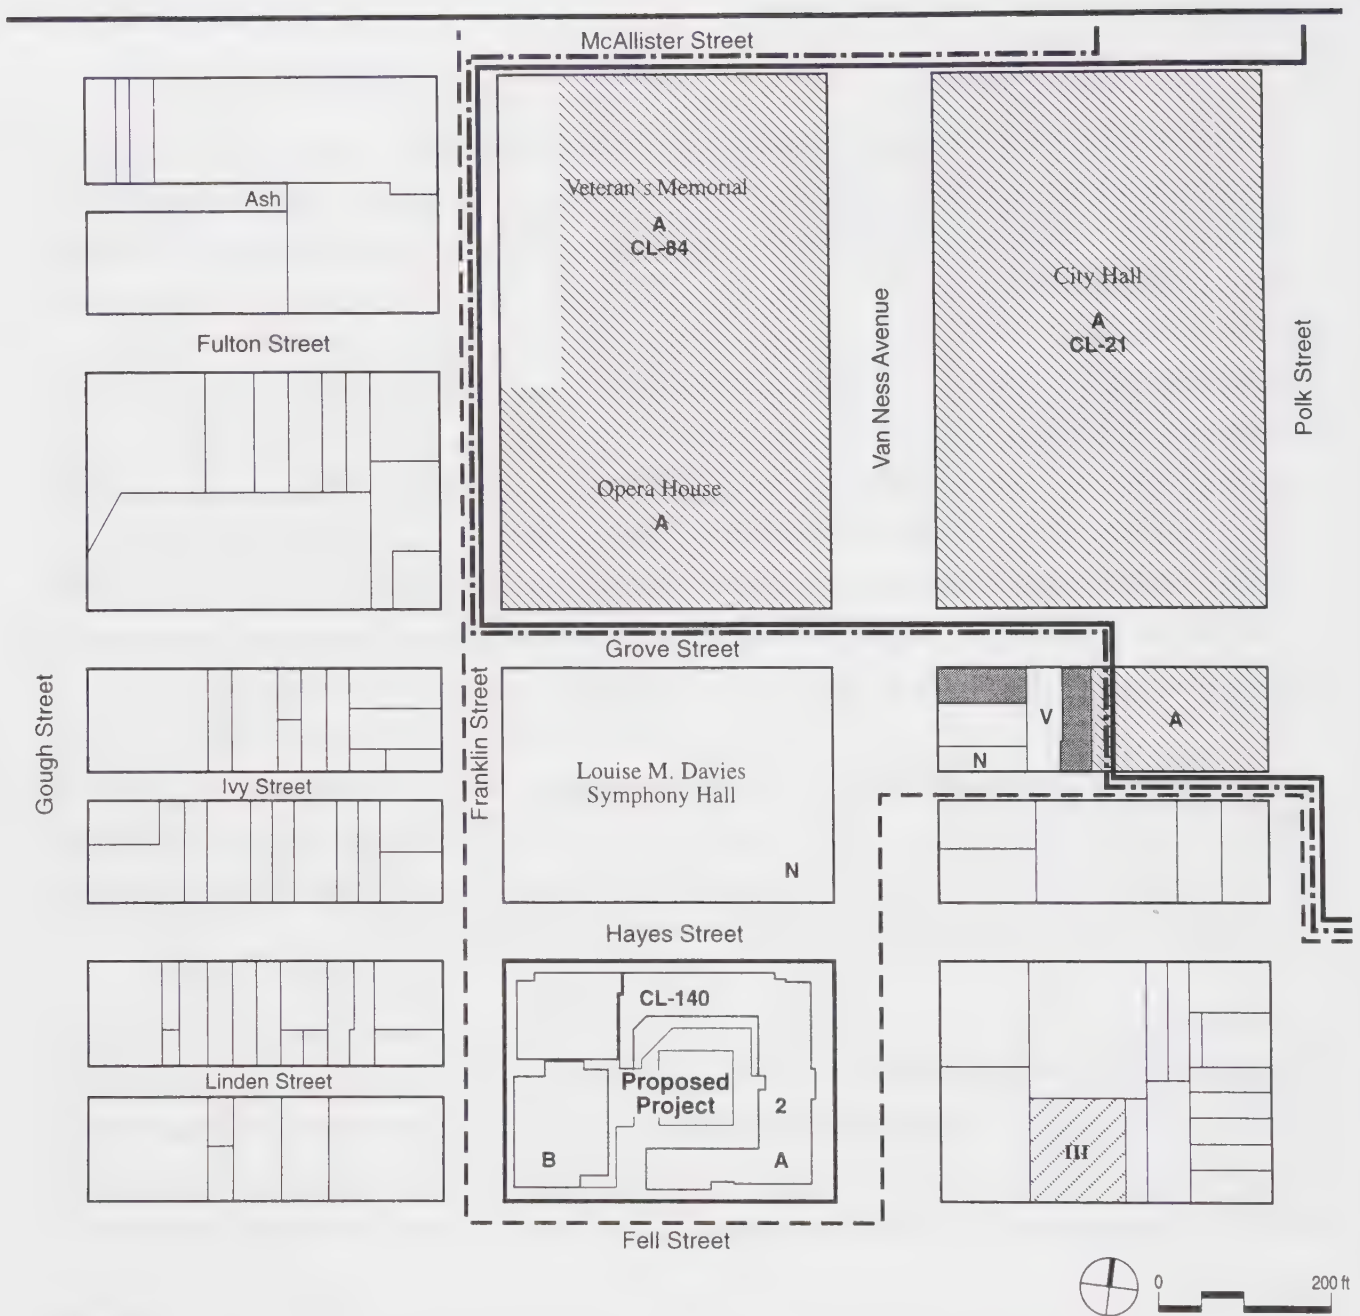 McAllister Street
Veteran's Memorial
A
CL-84
Ash
City Hall
A
CL-21
Fulton Street
Van Ness Avenue
Polk Street
Opera House
A
Grove Street
Gough Street
Franklin Street
V
A
N
Louise M. Davies
Symphony Hall
Ivy Street
N
Hayes Street
CL-140
Linden Street
Proposed
Project
2
B
A
III
Fell Street
0
200 ft